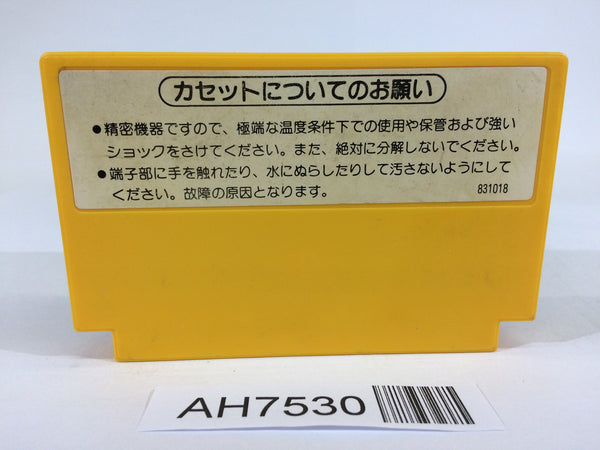 カセットについてのお願い
●精密機器ですので、極端な温度条件下での使用や保管および強い
ショックをさけてください。また、絶対に分解しないでください。
●端子部に手を触れたり、水にぬらしたりして汚さないようにして
ください。故障の原因となります。
831018
AH7530